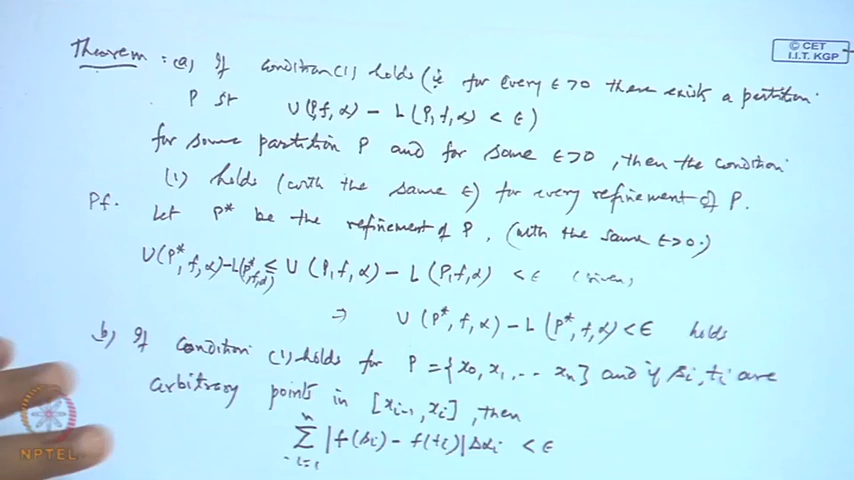 © CET
I.I.T. KGP
Theorem : (a) If condition (1) holds (ie for every ε>0 there exists a partition
P st U(P,f,α) - L(P,f,α) < ε)
for some partition P and for some ε>0, then the condition
(1) holds (with the same ε) for every refinement of P.
Pf. Let P* be the refinement of P, (with the same ε>0.)
U(P*,f,α) - L(P*,f,α) ≤ U(P,f,α) - L(P,f,α) < ε (given)
⇒ U(P*,f,α) - L(P*,f,α) < ε holds
b) If condition (1) holds for P = {x0, x1, ... xn} and if si, ti are
arbitrary points in [xi-1, xi], then
n
∑ |f(si) - f(ti)| Δαi < ε
i=1
NPTEL